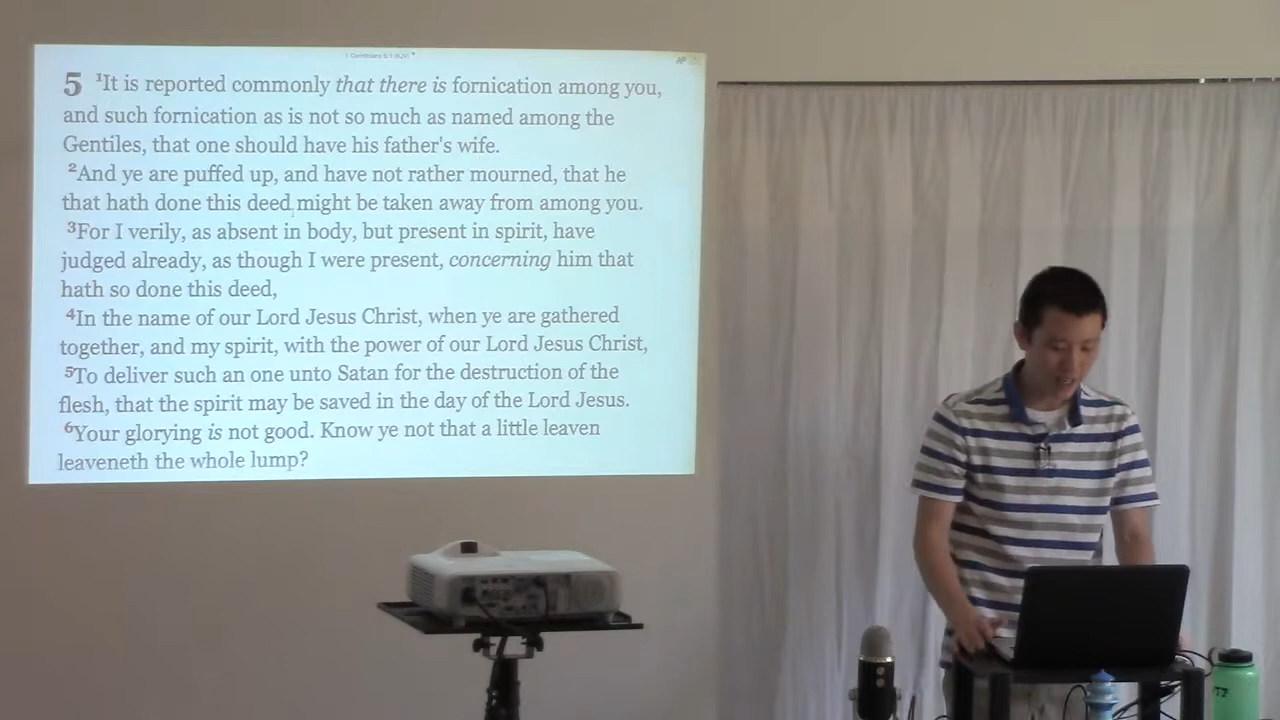 1 Corinthians 5:1 (KJV)
5 1It is reported commonly that there is fornication among you,
and such fornication as is not so much as named among the
Gentiles, that one should have his father's wife.
2And ye are puffed up, and have not rather mourned, that he
that hath done this deed might be taken away from among you.
3For I verily, as absent in body, but present in spirit, have
judged already, as though I were present, concerning him that
hath so done this deed,
4In the name of our Lord Jesus Christ, when ye are gathered
together, and my spirit, with the power of our Lord Jesus Christ,
5To deliver such an one unto Satan for the destruction of the
flesh, that the spirit may be saved in the day of the Lord Jesus.
6Your glorying is not good. Know ye not that a little leaven
leaveneth the whole lump?